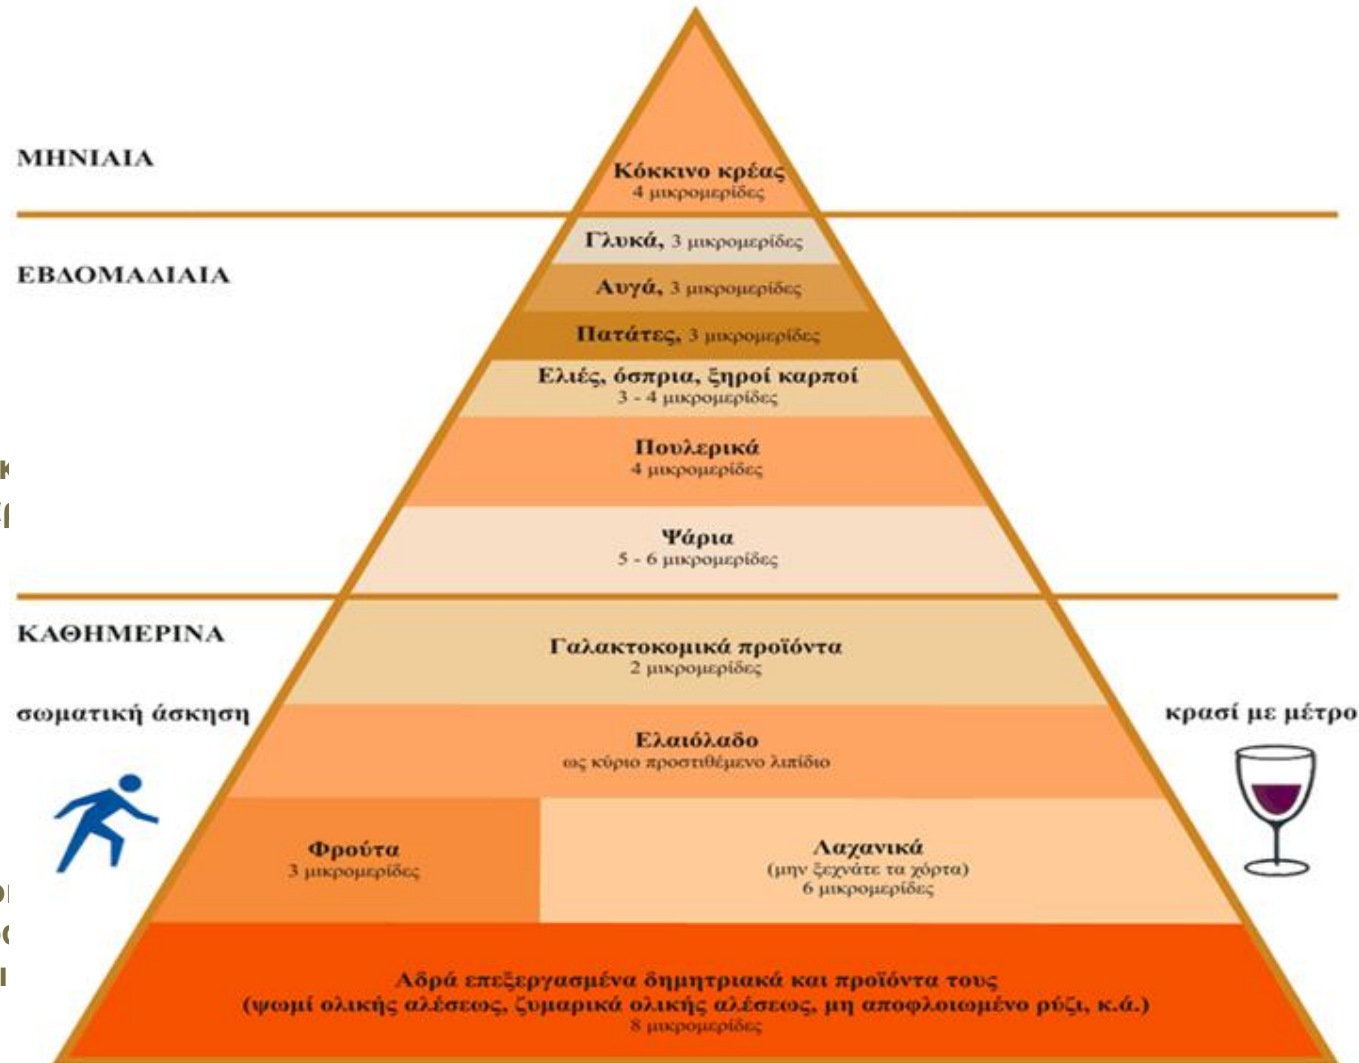 ΜΗΝΙΑΙΑ
Κόκκινο κρέας
4 μικρομερίδες
ΕΒΔΟΜΑΔΙΑΙΑ
Γλυκά, 3 μικρομερίδες
Αυγά, 3 μικρομερίδες
Πατάτες, 3 μικρομερίδες
Ελιές, όσπρια, ξηροί καρποί
3 - 4 μικρομερίδες
Πουλερικά
4 μικρομερίδες
Ψάρια
5 - 6 μικρομερίδες
ΚΑΘΗΜΕΡΙΝΑ
Γαλακτοκομικά προϊόντα
2 μικρομερίδες
σωματική άσκηση
κρασί με μέτρο
Ελαιόλαδο
ως κύριο προστιθέμενο λιπίδιο
Φρούτα
3 μικρομερίδες
Λαχανικά
(μην ξεχνάτε τα χόρτα)
6 μικρομερίδες
Αδρά επεξεργασμένα δημητριακά και προϊόντα τους
(ψωμί ολικής αλέσεως, ζυμαρικά ολικής αλέσεως, μη αποφλοιωμένο ρύζι, κ.ά.)
8 μικρομερίδες